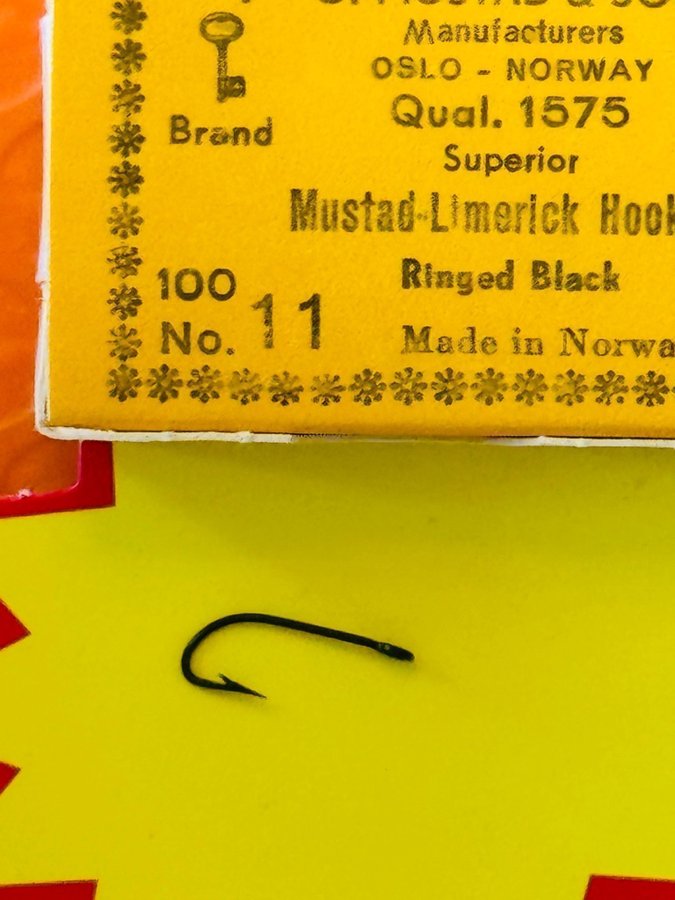 Manufacturers
OSLO - NORWAY
Qual. 1575
Brand
Superior
Mustad-Limerick
Ringed Black
100
No. 11
Made in